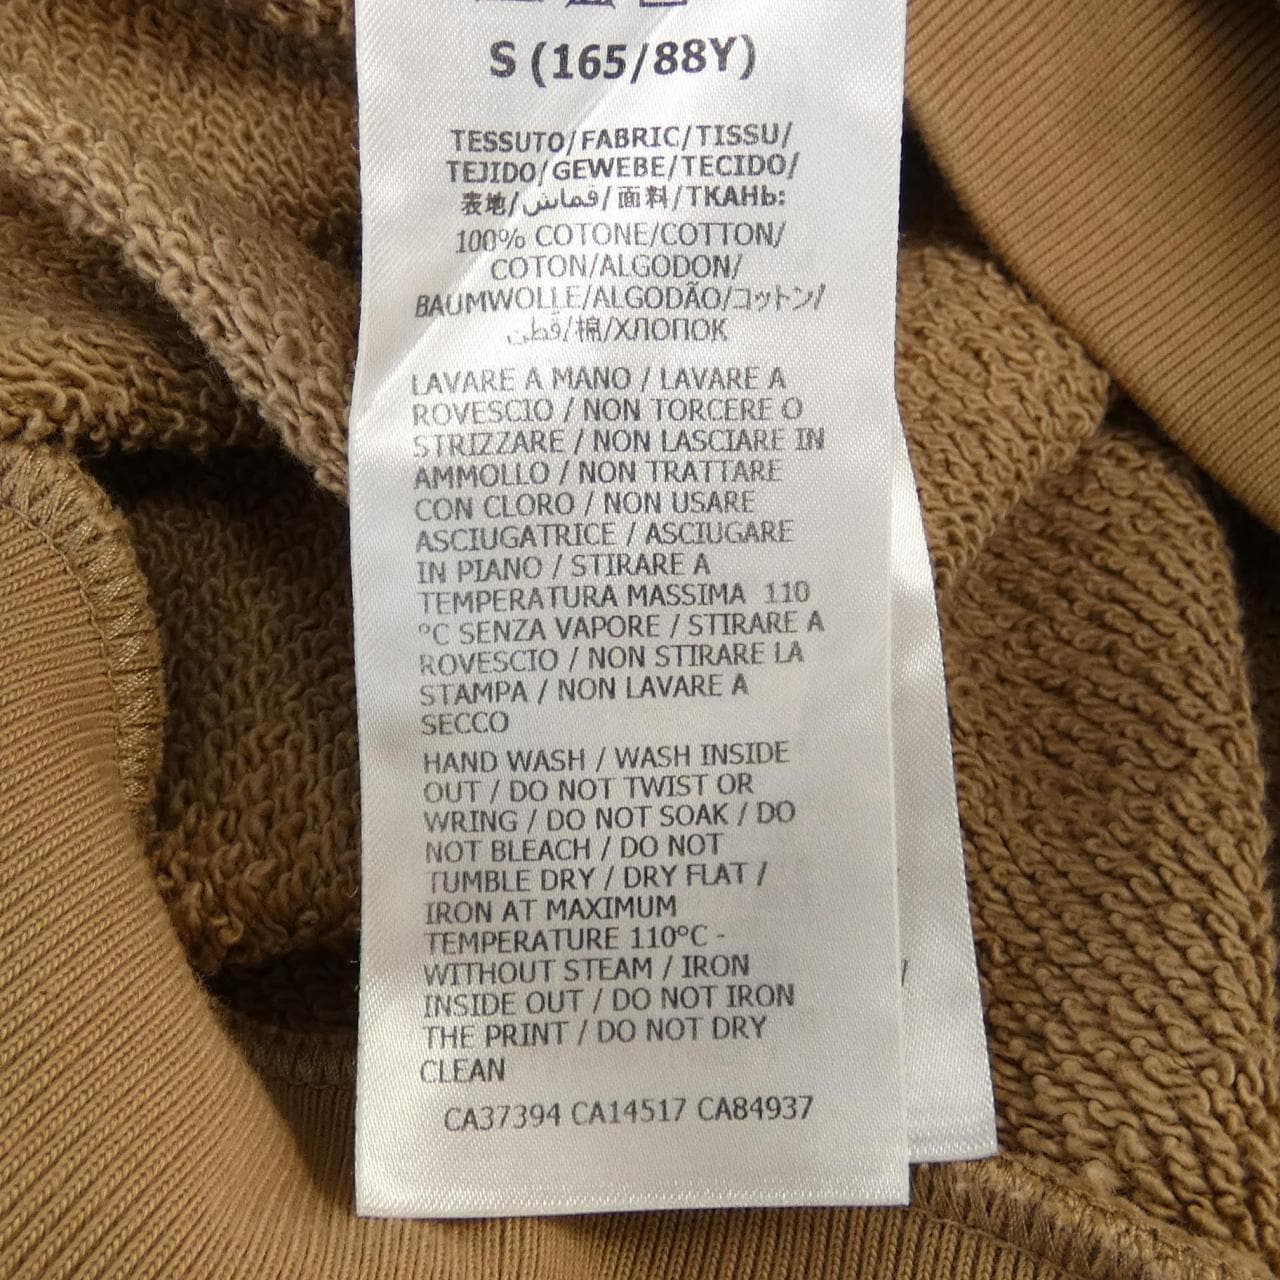 S (165/88Y)
TESSUTO/FABRIC/TISSU/
TEJIDO/GEWEBE/TECIDO/
表地/قماش/面料/ТКАНЬ:
100% COTONE/COTTON/
COTON/ALGODON/
BAUMWOLLE/ALGODÃO/コットン/
قطن/棉/ХЛОПОК
LAVARE A MANO / LAVARE A
ROVESCIO / NON TORCERE O
STRIZZARE / NON LASCIARE IN
AMMOLLO / NON TRATTARE
CON CLORO / NON USARE
ASCIUGATRICE / ASCIUGARE
IN PIANO / STIRARE A
TEMPERATURA MASSIMA 110
°C SENZA VAPORE / STIRARE A
ROVESCIO / NON STIRARE LA
STAMPA / NON LAVARE A
SECCO
HAND WASH / WASH INSIDE
OUT / DO NOT TWIST OR
WRING / DO NOT SOAK / DO
NOT BLEACH / DO NOT
TUMBLE DRY / DRY FLAT /
IRON AT MAXIMUM
TEMPERATURE 110°C -
WITHOUT STEAM / IRON
INSIDE OUT / DO NOT IRON
THE PRINT / DO NOT DRY
CLEAN
CA37394 CA14517 CA84937